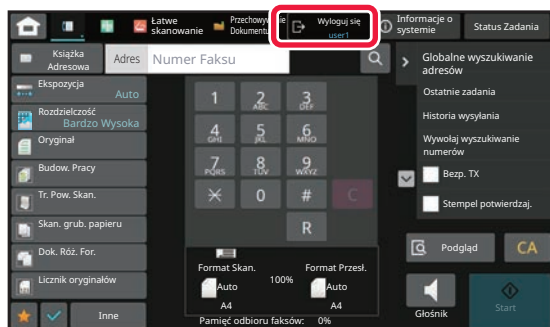 Łatwe
skanowanie
Przechowywanie
Dokumentu
Wyloguj się
user1
Informacje o
systemie
Status Zadania
Książka
Adresowa
Adres
Numer Faksu
Globalne wyszukiwanie
adresów
Ekspozycja
Auto
Ostatnie zadania
Rozdzielczość
Bardzo Wysoka
Historia wysyłania
Oryginał
Wywołaj wyszukiwanie
numerów
Budow. Pracy
Bezp. TX
Tr. Pow. Skan.
Stempel potwierdzaj.
Skan. grub. papieru
Dok. Róż. For.
Licznik oryginałów
Inne
1
2 ABC
3 DEF
4 GHI
5 JKL
6 MNO
7 PQRS
8 TUV
9 WXYZ
0
#
C
R
Format Skan.
100%
Format Przesł.
Auto
Auto
A4
A4
Pamięć odbioru faksów: 0%
Podgląd
CA
Głośnik
Start